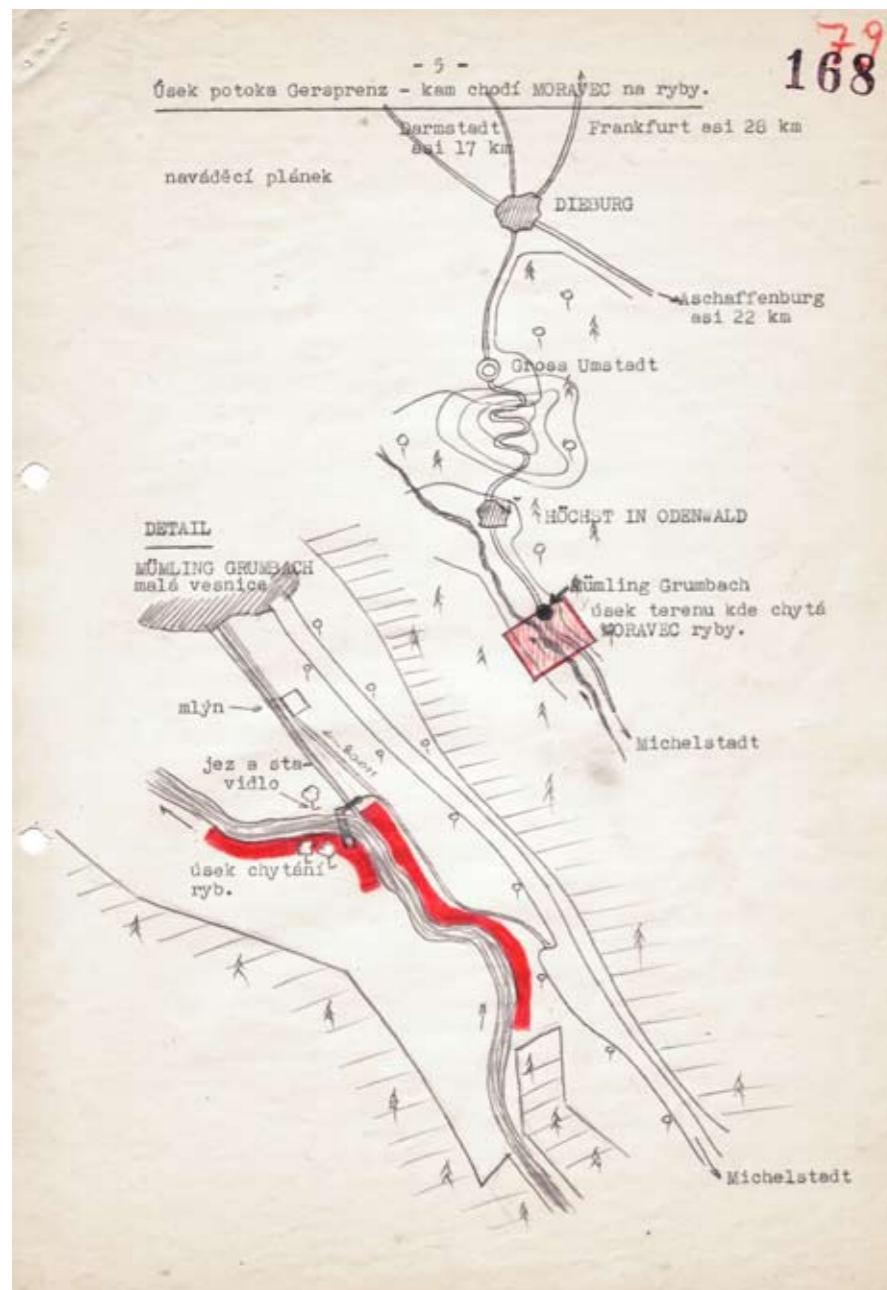 79
168
- 5 -
Úsek potoka Gersprenz - kam chodí MORAVEC na ryby.
Darmstadt
asi 17 km
Frankfurt asi 28 km
naváděcí plánek
DIEBURG
Aschaffenburg
asi 22 km
Gross Umstadt
HÖCHST IN ODENWALD
DETAIL
MÜMLING GRUMBACH
malá vesnice
Mümling Grumbach
úsek terenu kde chytá
MORAVEC ryby.
mlýn
Michelstadt
jez a sta-
vidlo
úsek chytání
ryb.
Michelstadt